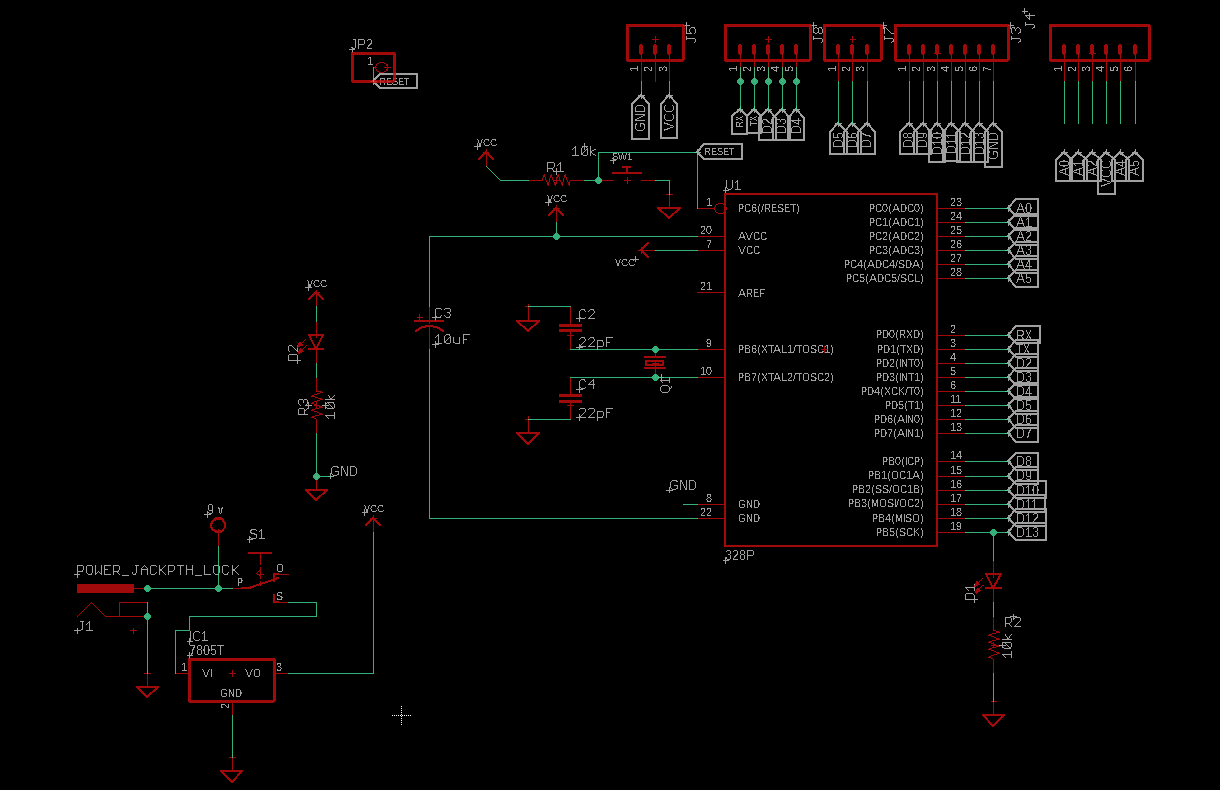 JP2
1
RESET
J5
1 2 3
GND VCC
J8
1 2 3 4 5
RX TX D2 D3 D4
J7
1 2 3
D5 D6 D7
J3
1 2 3 4 5 6 7
D8 D9 D10 D11 D12 D13 GND
J4
1 2 3 4 5 6
A0 A1 A2 VCC A4 A5
VCC
10k
R1
SW1
RESET
VCC
U1
1 PC6(/RESET)
20 AVCC
7 VCC
VCC
21 AREF
9 PB6(XTAL1/TOSC1)
10 PB7(XTAL2/TOSC2)
GND
8 GND
22 GND
328P
PC0(ADC0) 23 A0
PC1(ADC1) 24 A1
PC2(ADC2) 25 A2
PC3(ADC3) 26 A3
PC4(ADC4/SDA) 27 A4
PC5(ADC5/SCL) 28 A5
PD0(RXD) 2 RX
PD1(TXD) 3 TX
PD2(INT0) 4 D2
PD3(INT1) 5 D3
PD4(XCK/T0) 6 D4
PD5(T1) 11 D5
PD6(AIN0) 12 D6
PD7(AIN1) 13 D7
PB0(ICP) 14 D8
PB1(OC1A) 15 D9
PB2(SS/OC1B) 16 D10
PB3(MOSI/OC2) 17 D11
PB4(MISO) 18 D12
PB5(SCK) 19 D13
C3
10uF
C2
22pF
C4
22pF
Q1
VCC
D2
R3
10k
GND
D1
R2
10k
9v
S1
POWER_JACKPTH_LOCK
P
O
S
J1
IC1
7805T
1 VI VO 3
GND
2
VCC